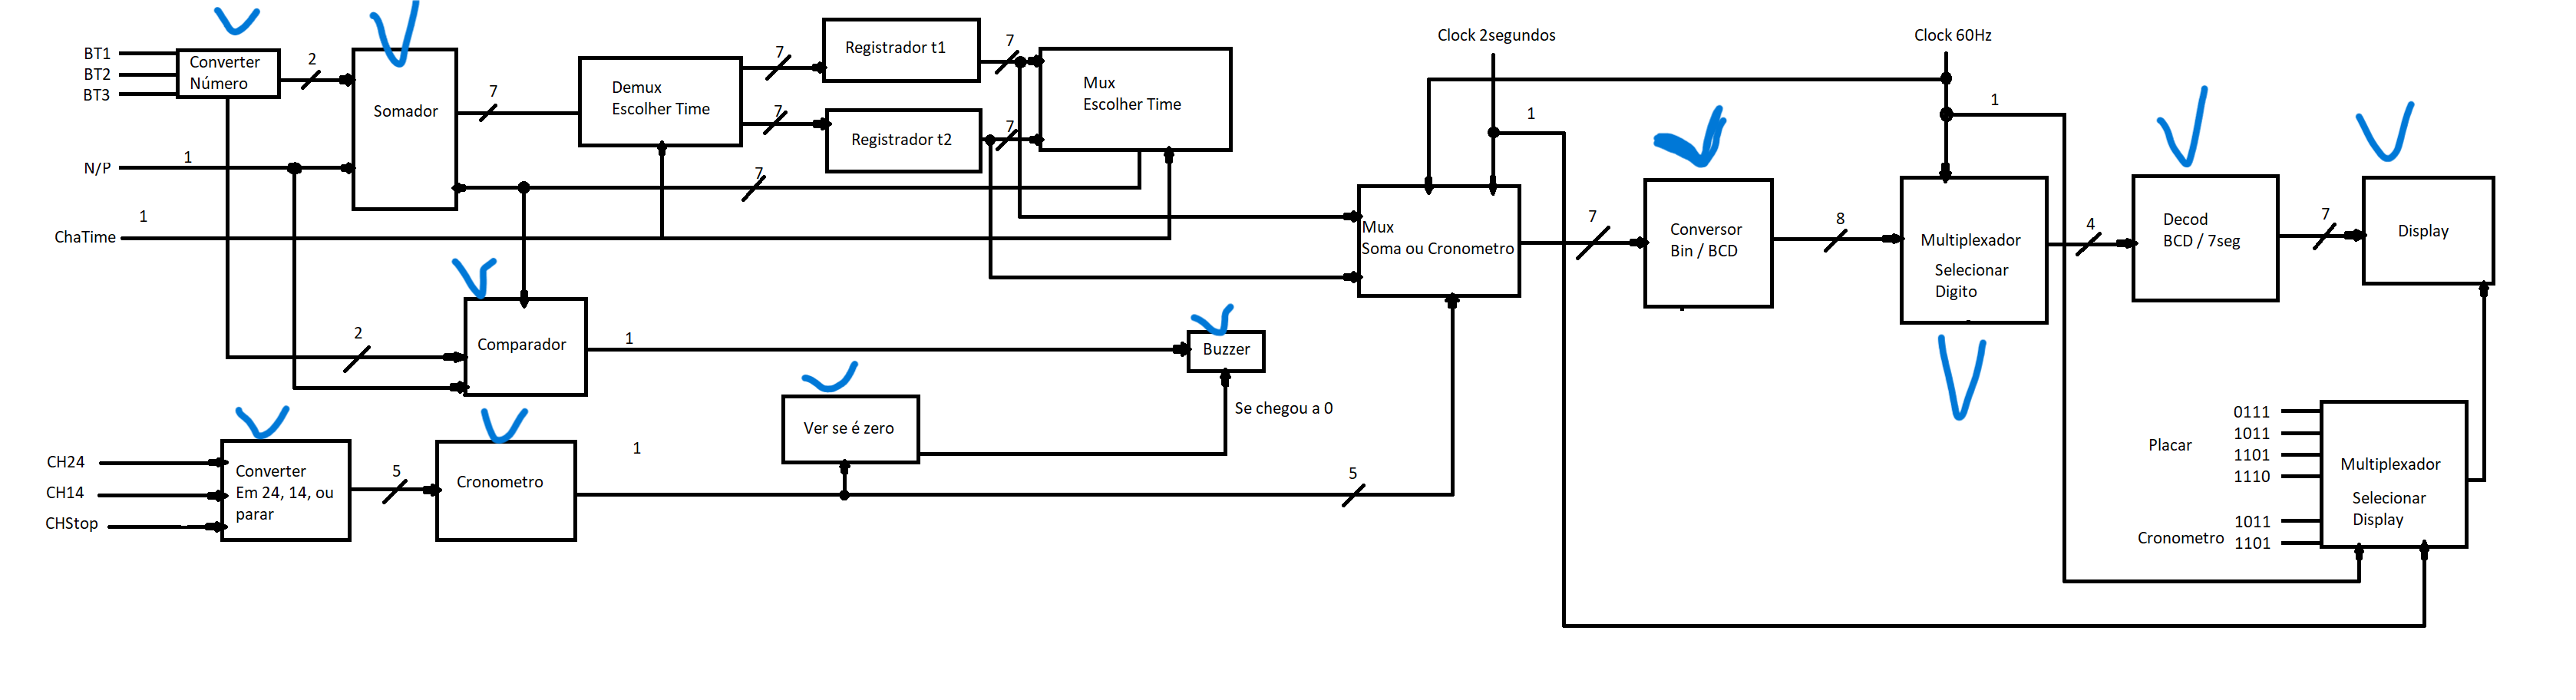 BT1
BT2
BT3
Converter
Número
2
Somador
N/P
1
ChaTime
1
7
Demux
Escolher Time
7
7
7
Registrador t1
Registrador t2
7
7
Mux
Escolher Time
Clock 2segundos
1
Clock 60Hz
1
Mux
Soma ou Cronometro
7
Conversor
Bin / BCD
8
Multiplexador
Selecionar
Digito
4
Decod
BCD / 7seg
7
Display
2
Comparador
1
Buzzer
Se chegou a 0
Ver se é zero
CH24
CH14
CHStop
Converter
Em 24, 14, ou
parar
5
Cronometro
1
5
Placar
0111
1011
1101
1110
Cronometro
1011
1101
Multiplexador
Selecionar
Display